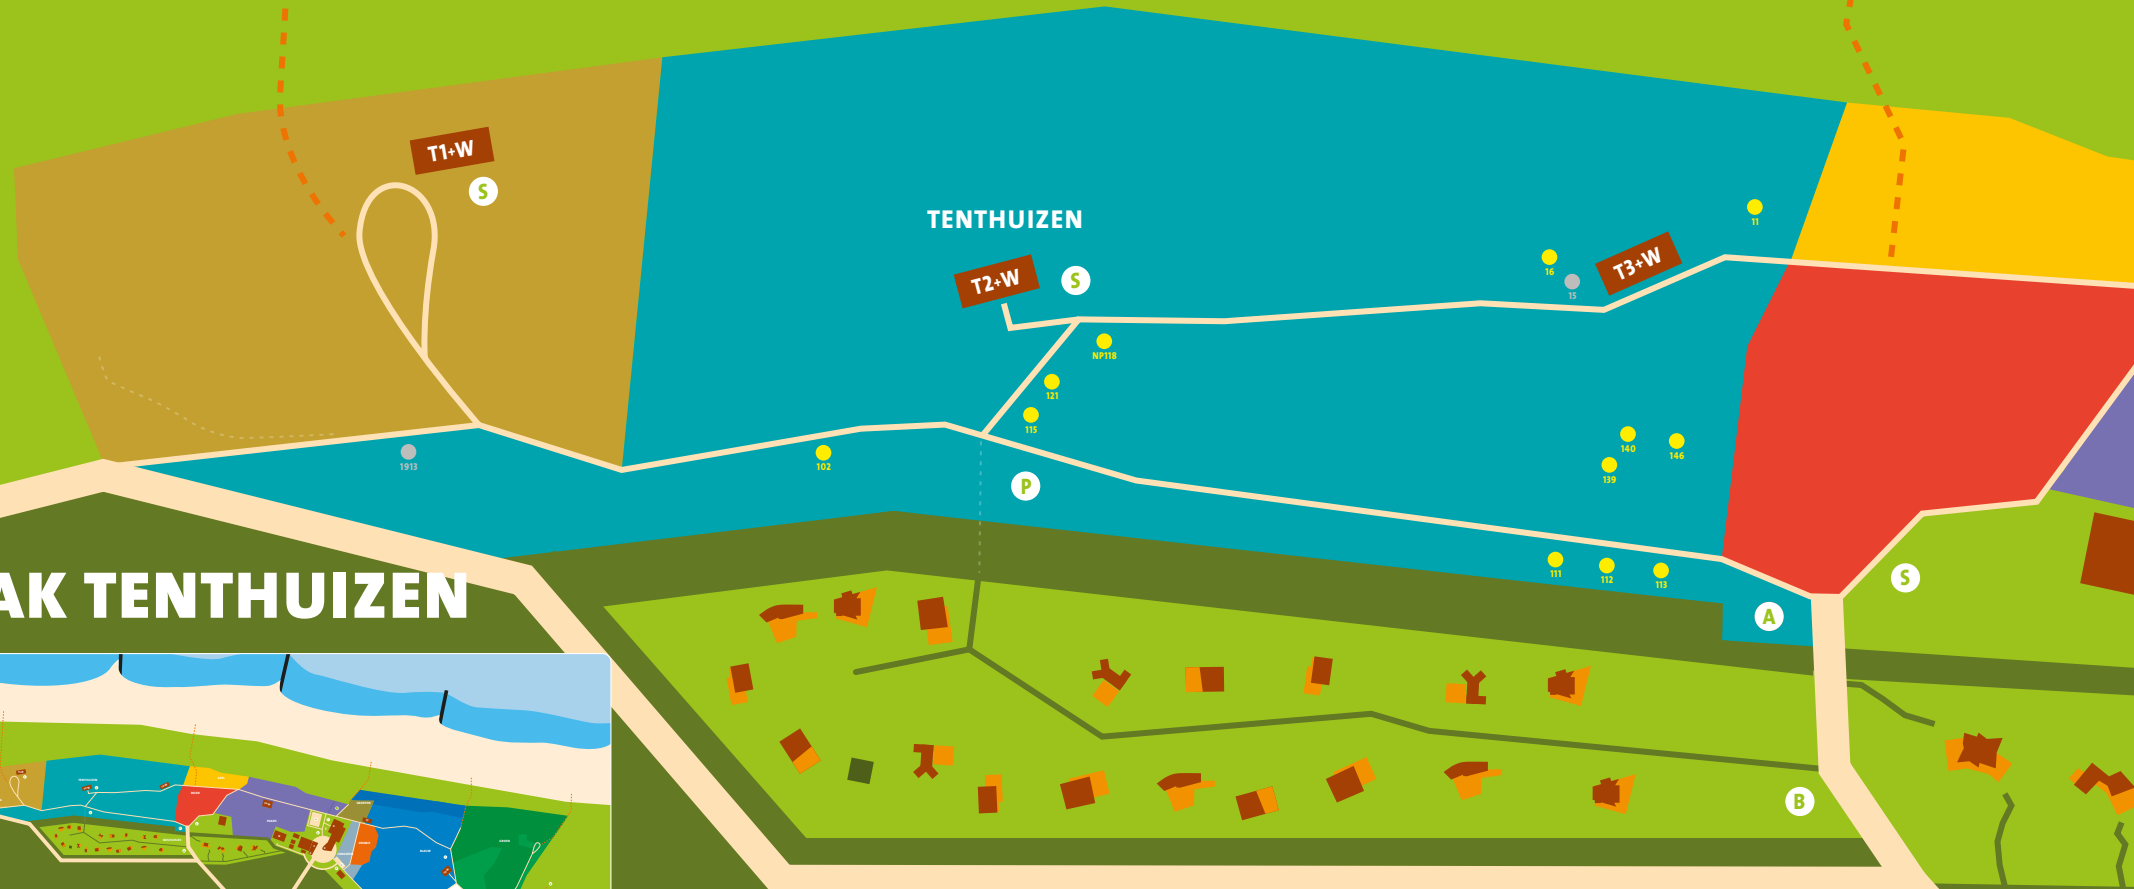 T1+W
S
TENTHUIZEN
T2+W
S
11
16
15
T3+W
NP118
121
115
1913
102
P
140
146
139
111
112
113
S
A
AK TENTHUIZEN
B